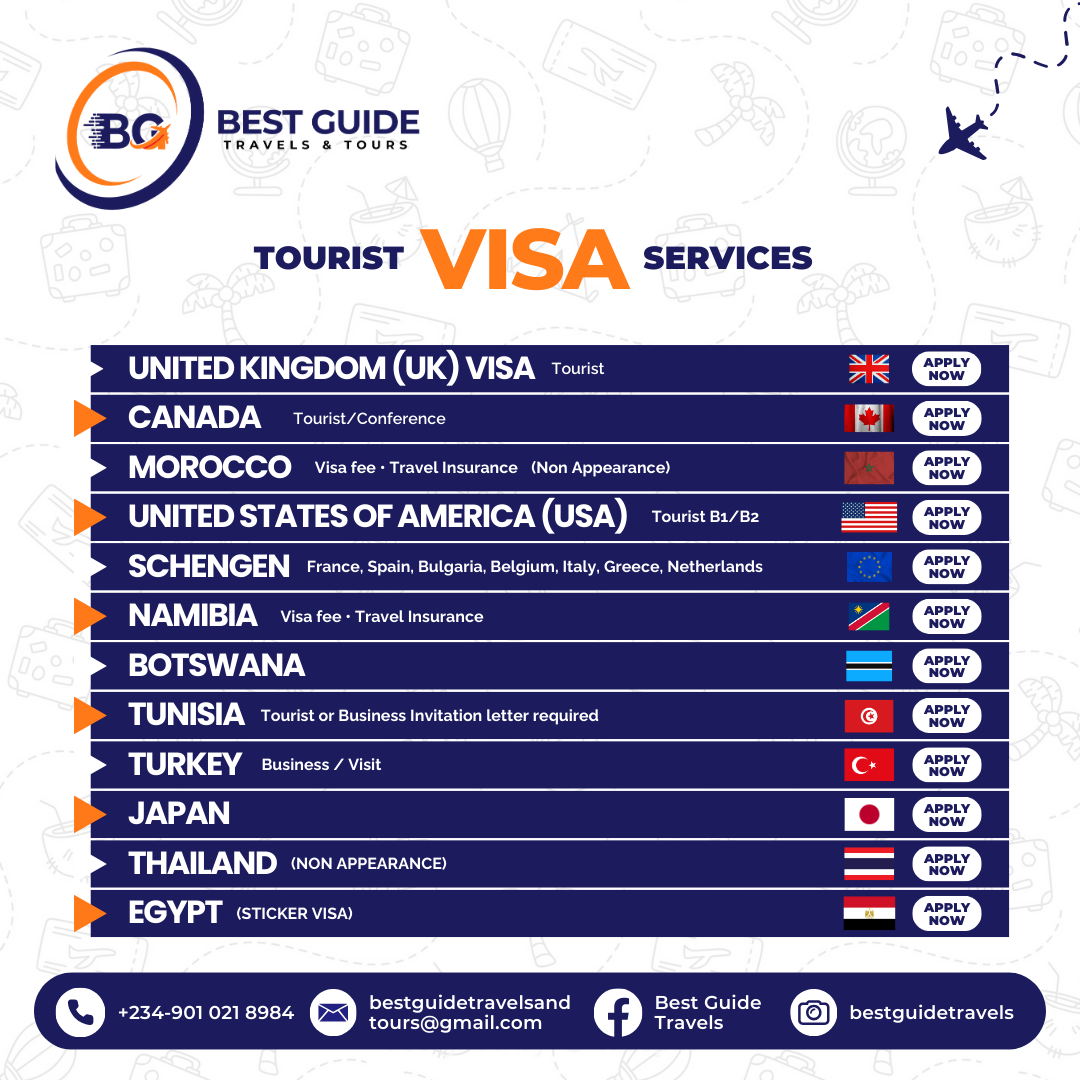 BG
BEST GUIDE
TRAVELS & TOURS
TOURIST VISA SERVICES
UNITED KINGDOM (UK) VISA Tourist APPLY NOW
CANADA Tourist/Conference APPLY NOW
MOROCCO Visa fee • Travel Insurance (Non Appearance) APPLY NOW
UNITED STATES OF AMERICA (USA) Tourist B1/B2 APPLY NOW
SCHENGEN France, Spain, Bulgaria, Belgium, Italy, Greece, Netherlands APPLY NOW
NAMIBIA Visa fee • Travel Insurance APPLY NOW
BOTSWANA APPLY NOW
TUNISIA Tourist or Business Invitation letter required APPLY NOW
TURKEY Business / Visit APPLY NOW
JAPAN APPLY NOW
THAILAND (NON APPEARANCE) APPLY NOW
EGYPT (STICKER VISA) APPLY NOW
+234-901 021 8984
bestguidetravelsand
tours@gmail.com
Best Guide
Travels
bestguidetravels